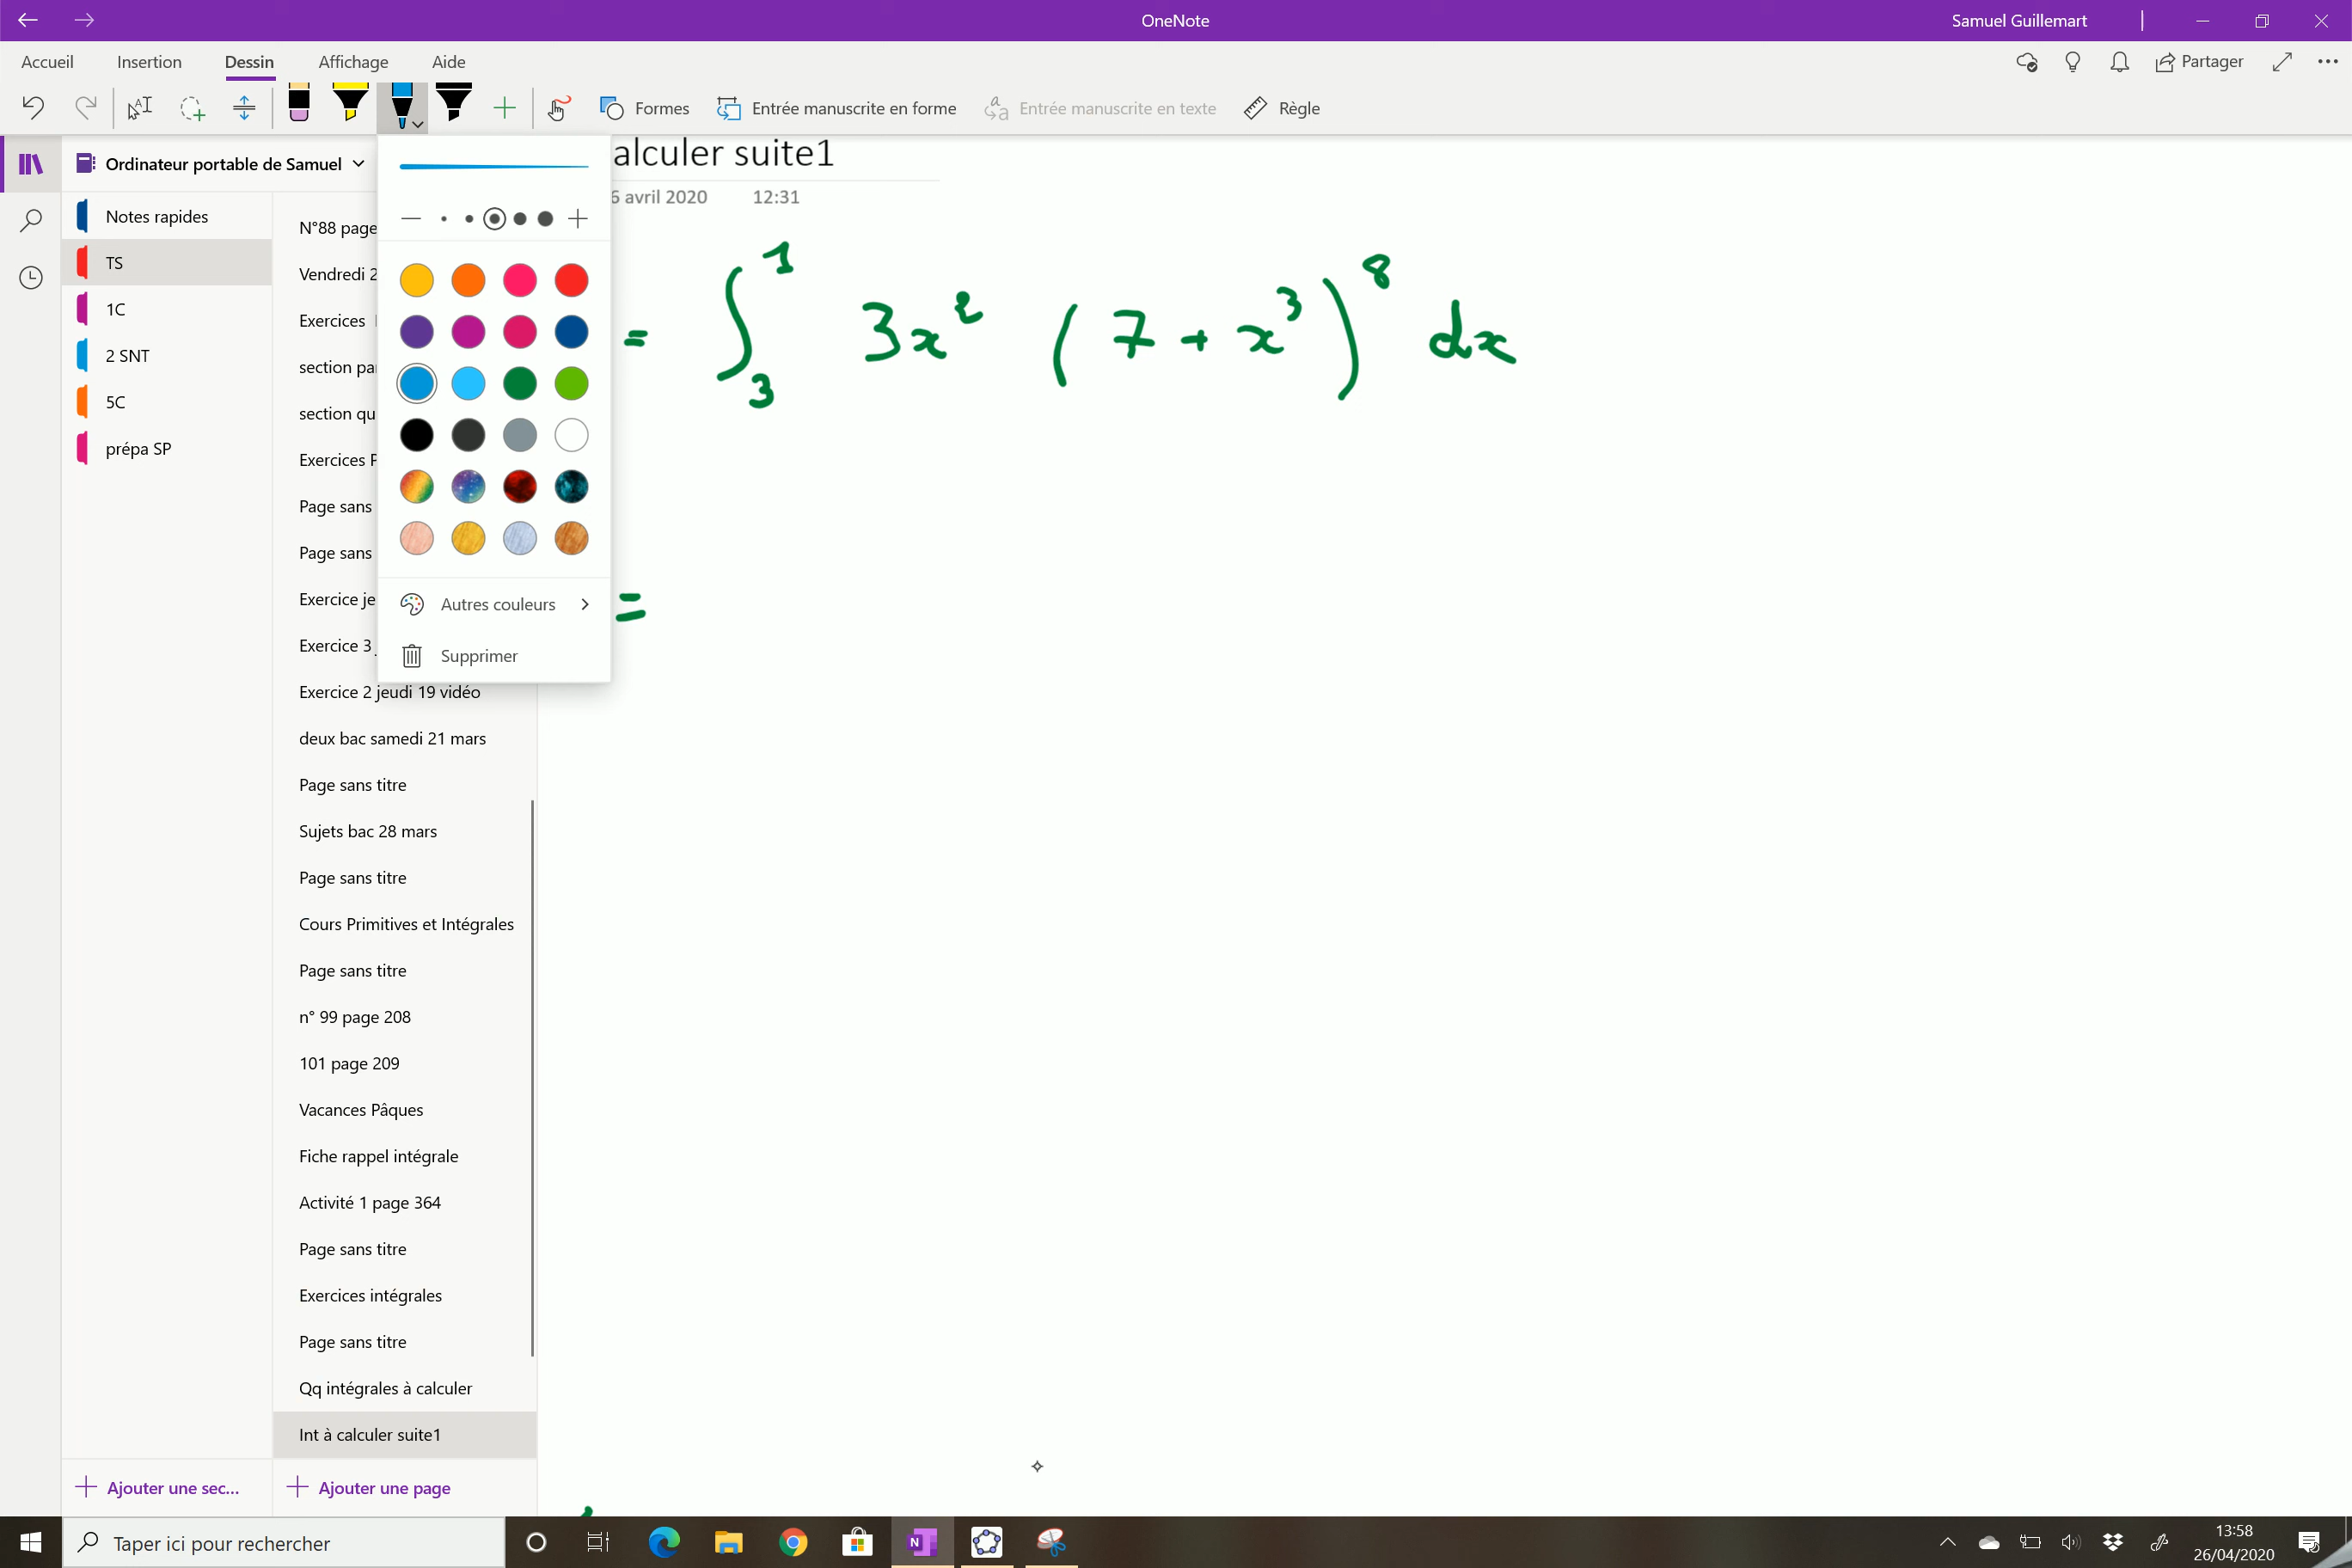 OneNote
Samuel Guillemart
Accueil Insertion Dessin Affichage Aide
Partager
Formes Entrée manuscrite en forme Entrée manuscrite en texte Règle
Ordinateur portable de Samuel
Notes rapides
TS
1C
2 SNT
5C
prépa SP
Ajouter une sec...
N°88 page
Vendredi 2
Exercices
section pa
section qu
Exercices P
Page sans
Page sans
Exercice je
Exercice 3
Exercice 2 jeudi 19 vidéo
deux bac samedi 21 mars
Page sans titre
Sujets bac 28 mars
Page sans titre
Cours Primitives et Intégrales
Page sans titre
n° 99 page 208
101 page 209
Vacances Pâques
Fiche rappel intégrale
Activité 1 page 364
Page sans titre
Exercices intégrales
Page sans titre
Qq intégrales à calculer
Int à calculer suite1
Ajouter une page
Autres couleurs
Supprimer
alculer suite1
6 avril 2020 12:31
= ∫₃¹ 3x² (7 + x³)⁸ dx
=
Taper ici pour rechercher
13:58
26/04/2020